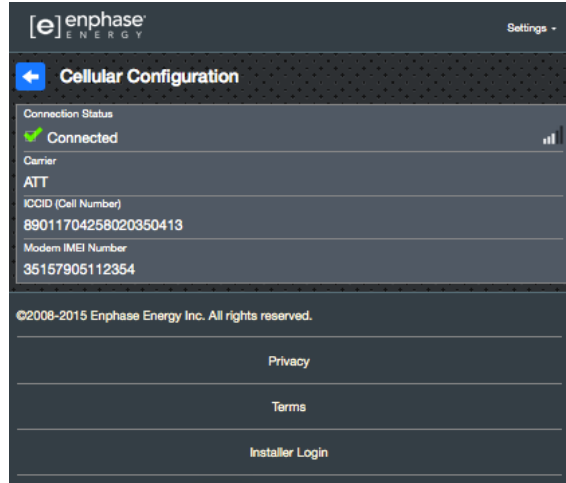 [e] enphase
ENERGY
Settings
Cellular Configuration
Connection Status
Connected
Carrier
ATT
ICCID (Cell Number)
89011704258020350413
Modem IMEI Number
35157905112354
©2008-2015 Enphase Energy Inc. All rights reserved.
Privacy
Terms
Installer Login